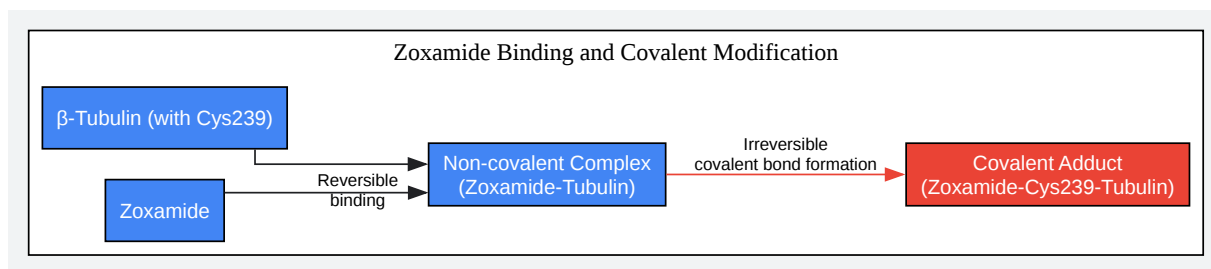 Zoxamide Binding and Covalent Modification
β-Tubulin (with Cys239)
Zoxamide
Reversible
binding
Non-covalent Complex
(Zoxamide-Tubulin)
Irreversible
covalent bond formation
Covalent Adduct
(Zoxamide-Cys239-Tubulin)